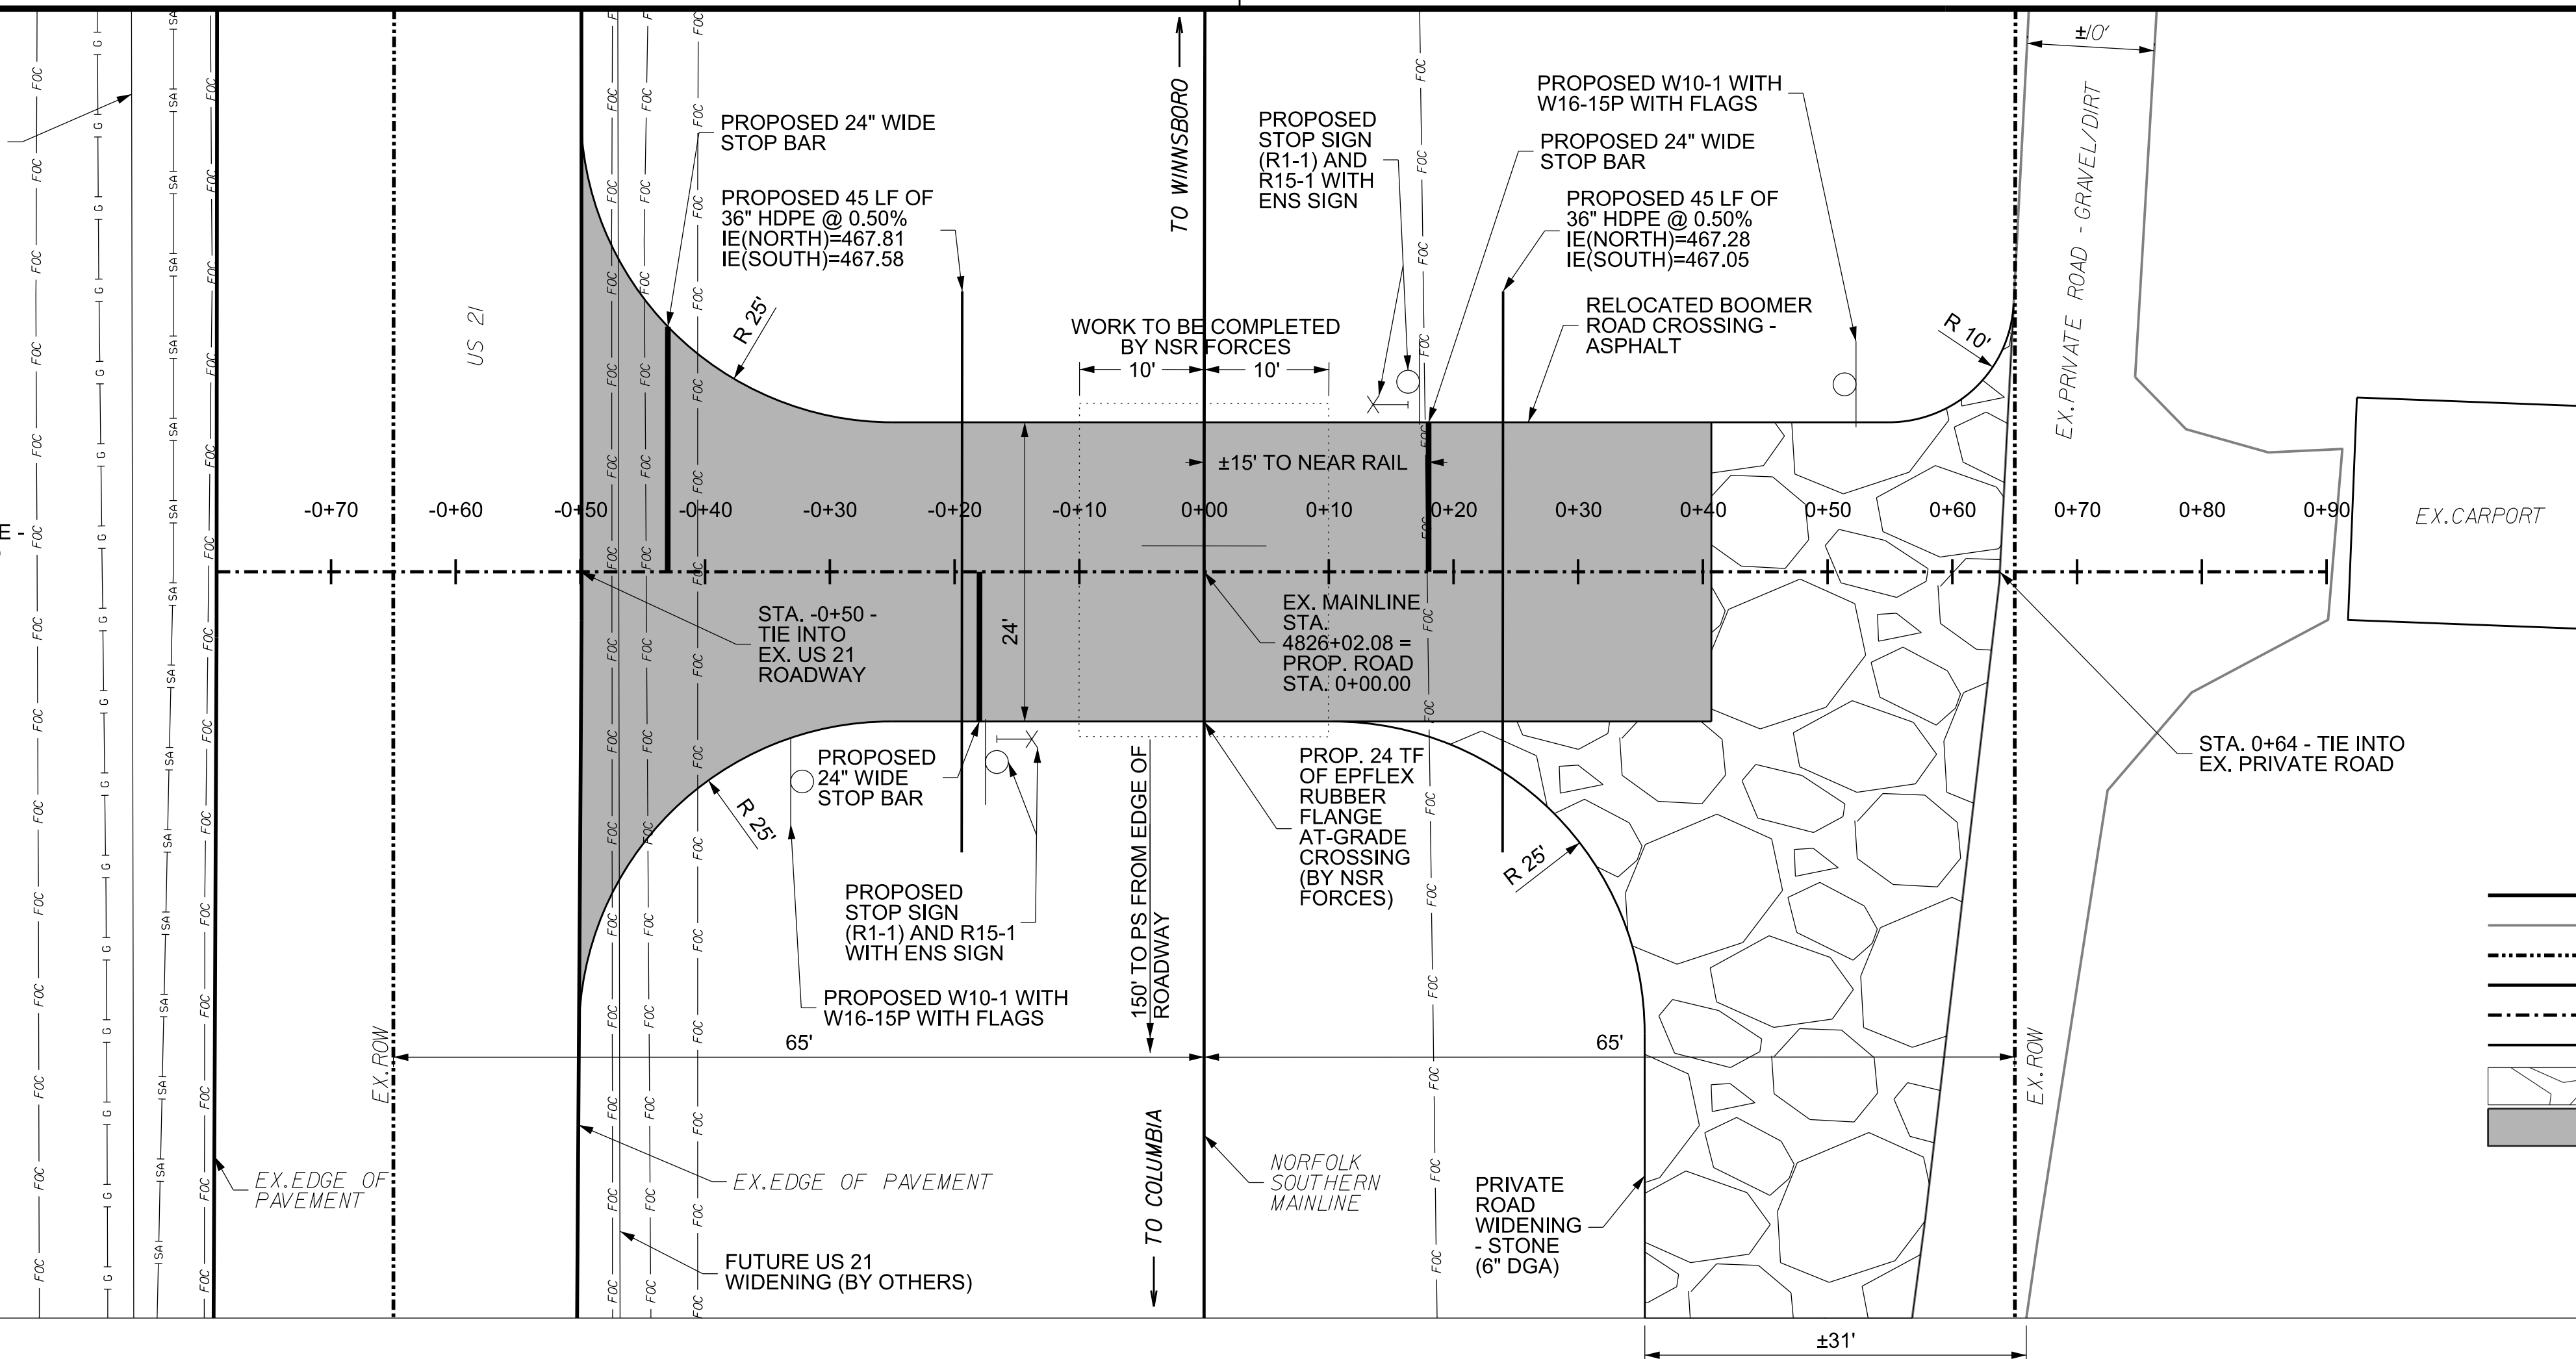 ±10'
TO WINNSBORO
PROPOSED 24" WIDE
STOP BAR
PROPOSED 45 LF OF
36" HDPE @ 0.50%
IE(NORTH)=467.81
IE(SOUTH)=467.58
PROPOSED
STOP SIGN
(R1-1) AND
R15-1 WITH
ENS SIGN
PROPOSED W10-1 WITH
W16-15P WITH FLAGS
PROPOSED 24" WIDE
STOP BAR
PROPOSED 45 LF OF
36" HDPE @ 0.50%
IE(NORTH)=467.28
IE(SOUTH)=467.05
RELOCATED BOOMER
ROAD CROSSING -
ASPHALT
EX. PRIVATE ROAD - GRAVEL/DIRT
US 21
R 25'
WORK TO BE COMPLETED
BY NSR FORCES
10'
10'
R 10'
±15' TO NEAR RAIL
-0+70
-0+60
-0+50
-0+40
-0+30
-0+20
-0+10
0+00
0+10
0+20
0+30
0+40
0+50
0+60
0+70
0+80
0+90
EX. CARPORT
E -
STA. -0+50 -
TIE INTO
EX. US 21
ROADWAY
24'
EX. MAINLINE
STA.
4826+02.08 =
PROP. ROAD
STA. 0+00.00
PROPOSED
24" WIDE
STOP BAR
R 25'
PROP. 24 TF
OF EPFLEX
RUBBER
FLANGE
AT-GRADE
CROSSING
(BY NSR
FORCES)
STA. 0+64 - TIE INTO
EX. PRIVATE ROAD
R 25'
150' TO PS FROM EDGE OF
ROADWAY
PROPOSED
STOP SIGN
(R1-1) AND R15-1
WITH ENS SIGN
PROPOSED W10-1 WITH
W16-15P WITH FLAGS
65'
65'
EX. ROW
EX. ROW
TO COLUMBIA
EX. EDGE OF
PAVEMENT
EX. EDGE OF PAVEMENT
NORFOLK
SOUTHERN
MAINLINE
PRIVATE
ROAD
WIDENING
- STONE
(6" DGA)
FUTURE US 21
WIDENING (BY OTHERS)
±31'
FOC
G
SA
FOC
FOC
FOC
FOC
FOC